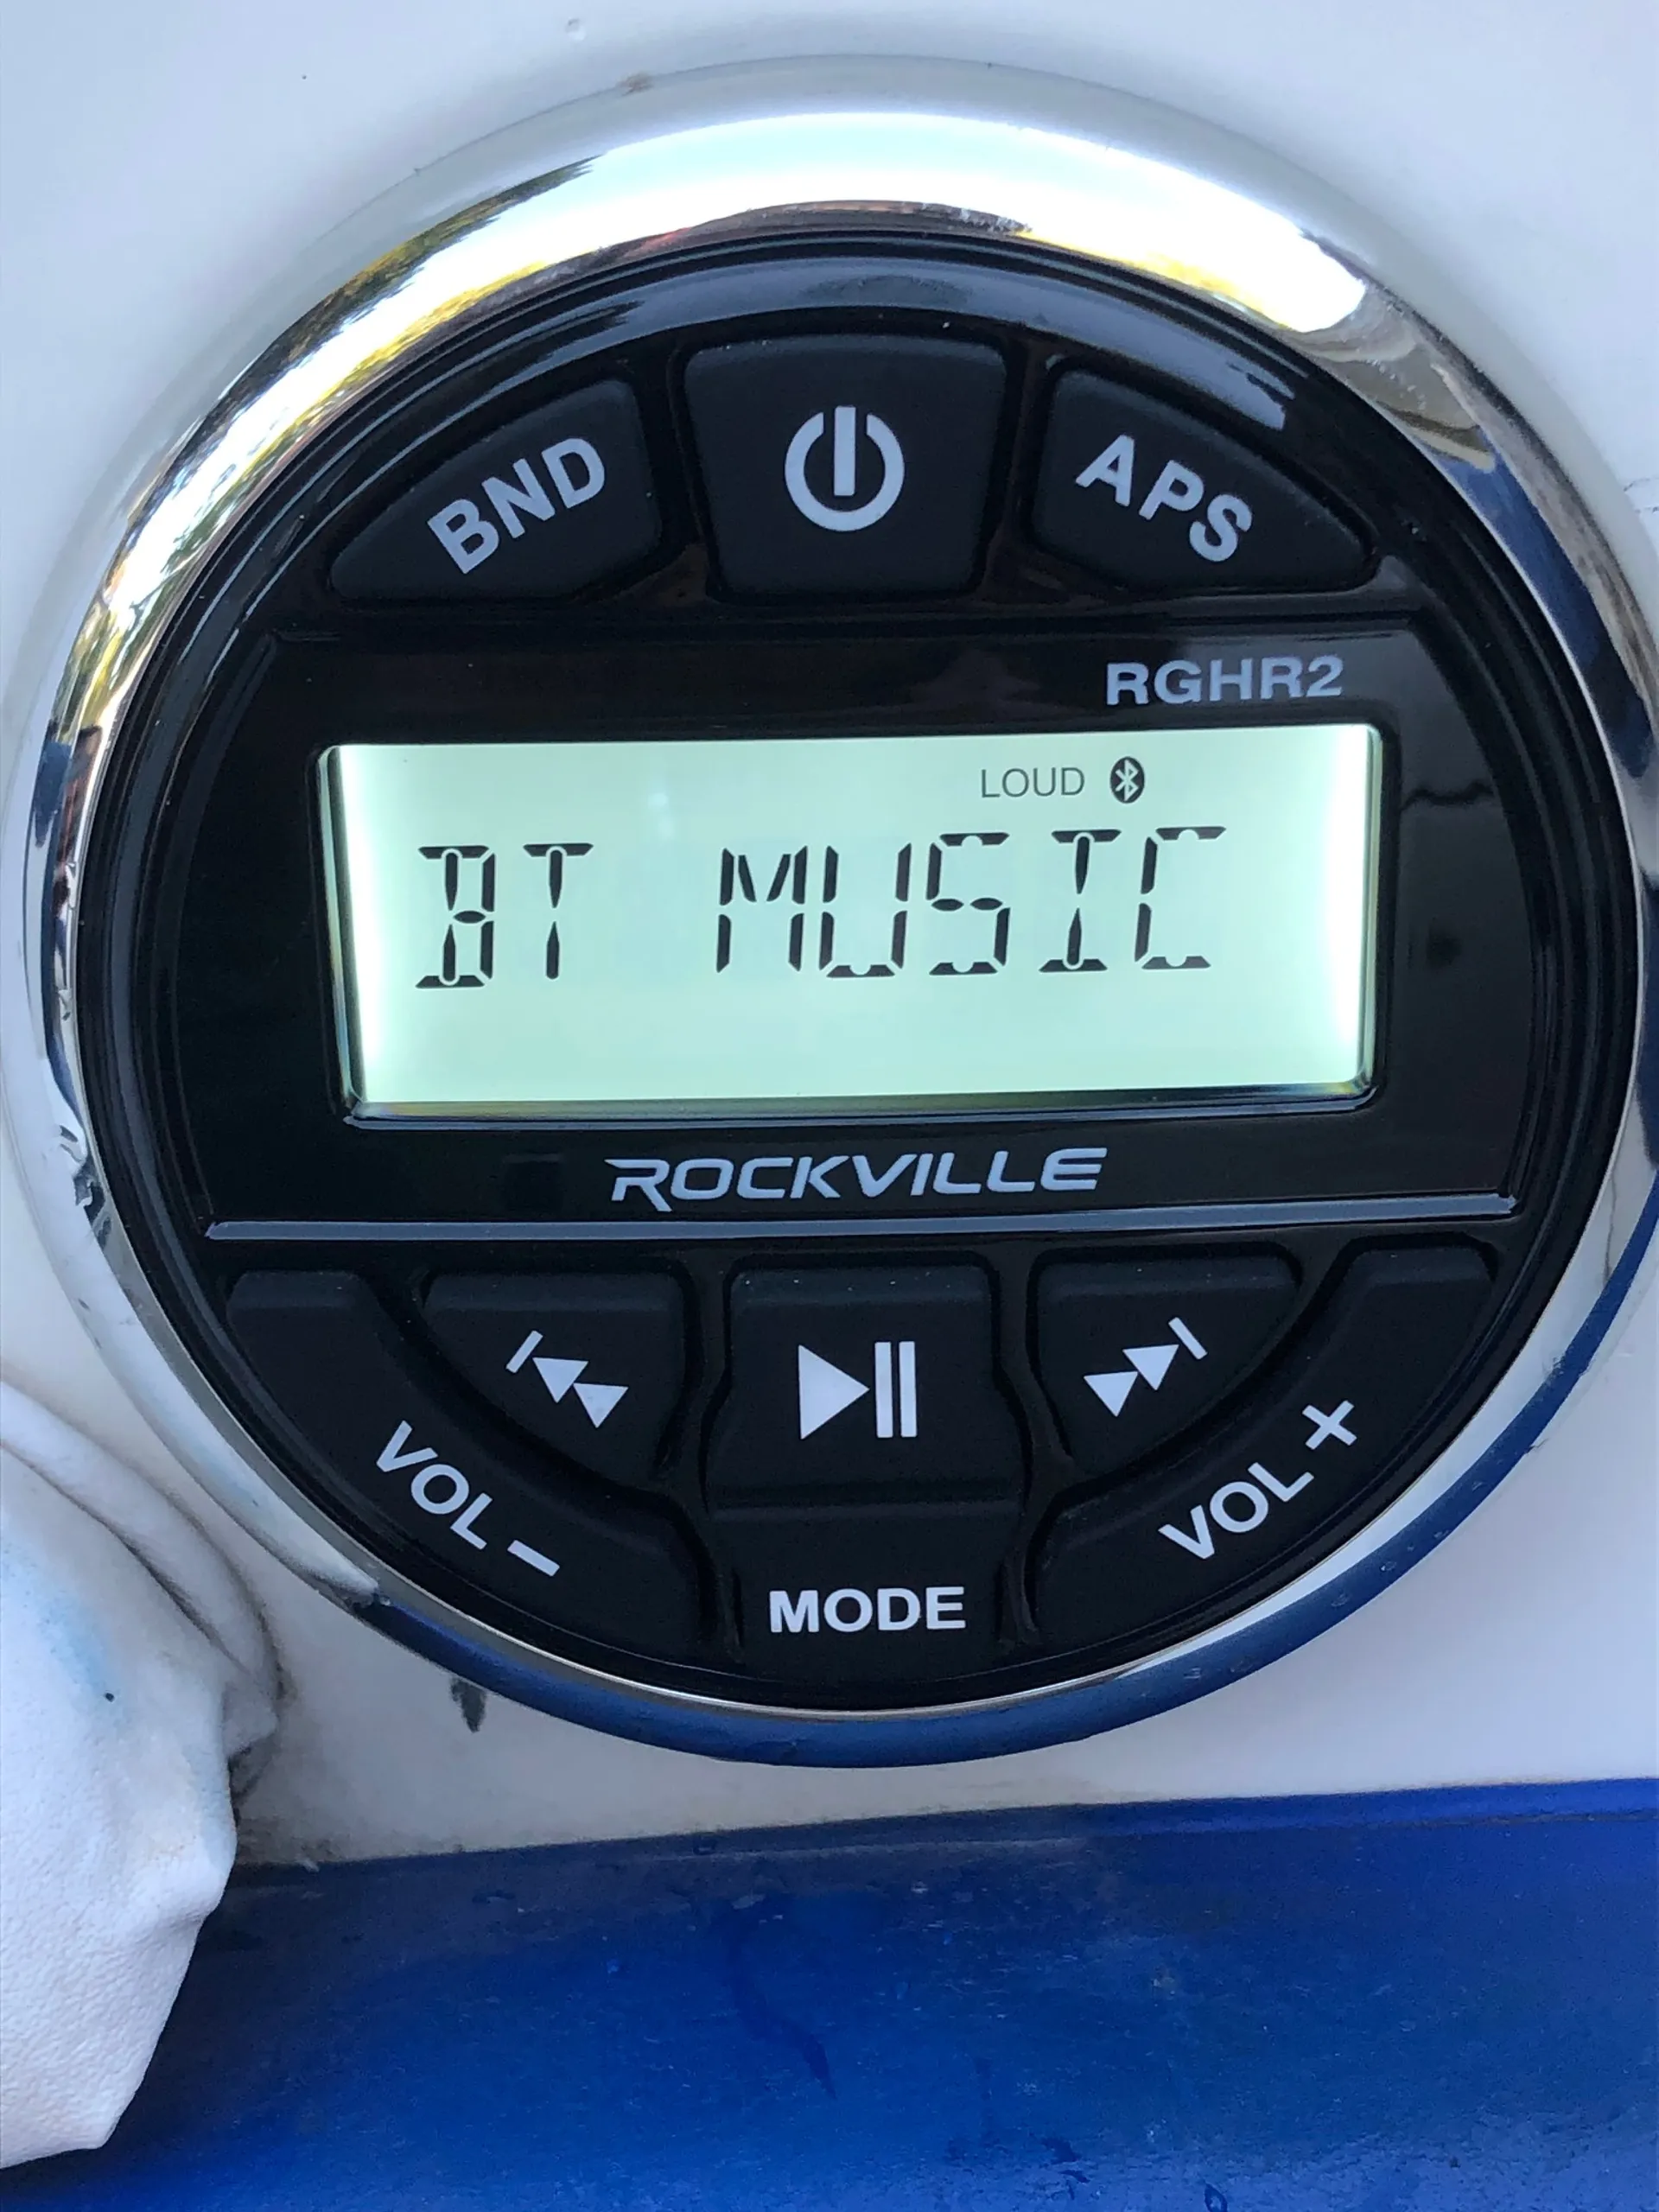 BND
APS
RGHR2
LOUD
BT MUSIC
ROCKVILLE
VOL -
VOL +
MODE